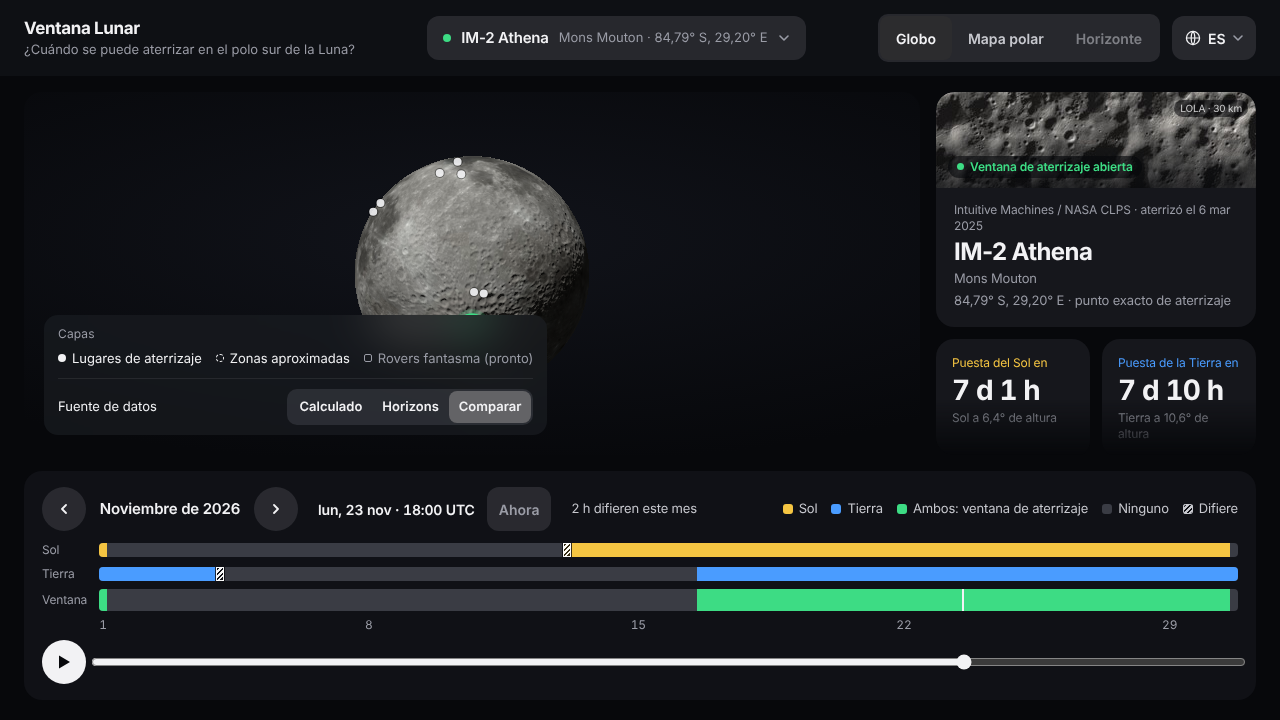 Ventana Lunar
¿Cuándo se puede aterrizar en el polo sur de la Luna?
IM-2 Athena Mons Mouton · 84,79° S, 29,20° E
Globo Mapa polar Horizonte
ES
LOLA · 30 km
Ventana de aterrizaje abierta
Intuitive Machines / NASA CLPS · aterrizó el 6 mar
2025
IM-2 Athena
Mons Mouton
84,79° S, 29,20° E · punto exacto de aterrizaje
Puesta del Sol en
7 d 1 h
Sol a 6,4° de altura
Puesta de la Tierra en
7 d 10 h
Tierra a 10,6° de
altura
Capas
Lugares de aterrizaje Zonas aproximadas Rovers fantasma (pronto)
Fuente de datos Calculado Horizons Comparar
Noviembre de 2026 lun, 23 nov · 18:00 UTC Ahora 2 h difieren este mes Sol Tierra Ambos: ventana de aterrizaje Ninguno Difiere
Sol
Tierra
Ventana
1 8 15 22 29